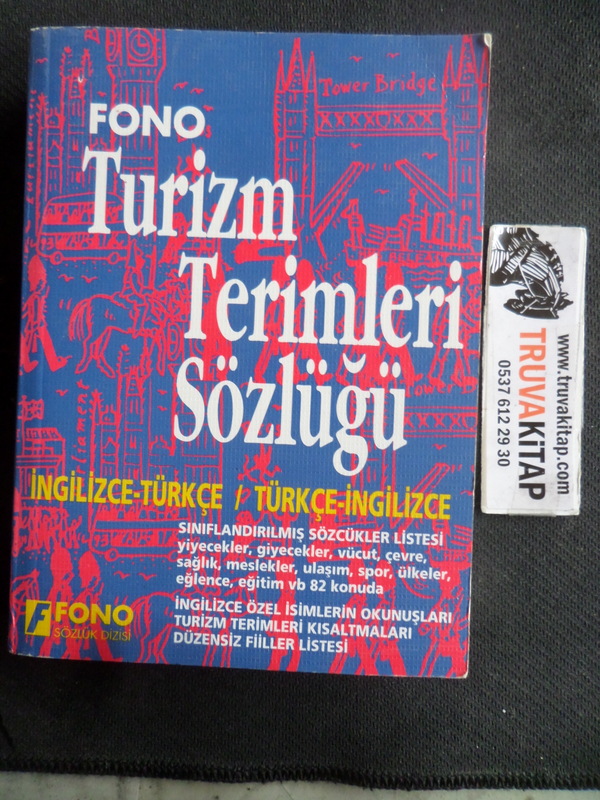 Tower Bridge
FONO
Turizm
Terimleri
Sözlüğü
İNGİLİZCE-TÜRKÇE / TÜRKÇE-İNGİLİZCE
SINIFLANDIRILMIŞ SÖZCÜKLER LİSTESİ
yiyecekler, giyecekler, vücut, çevre,
sağlık, meslekler, ulaşım, spor, ülkeler,
eğlence, eğitim vb 82 konuda
İNGİLİZCE ÖZEL İSİMLERİN OKUNUŞLARI
TURİZM TERİMLERİ KISALTMALARI
DÜZENSİZ FİİLLER LİSTESİ
F FONO
SÖZLÜK DİZİSİ
www.truvakitap.com
TRUVAKİTAP
0537 612 29 30